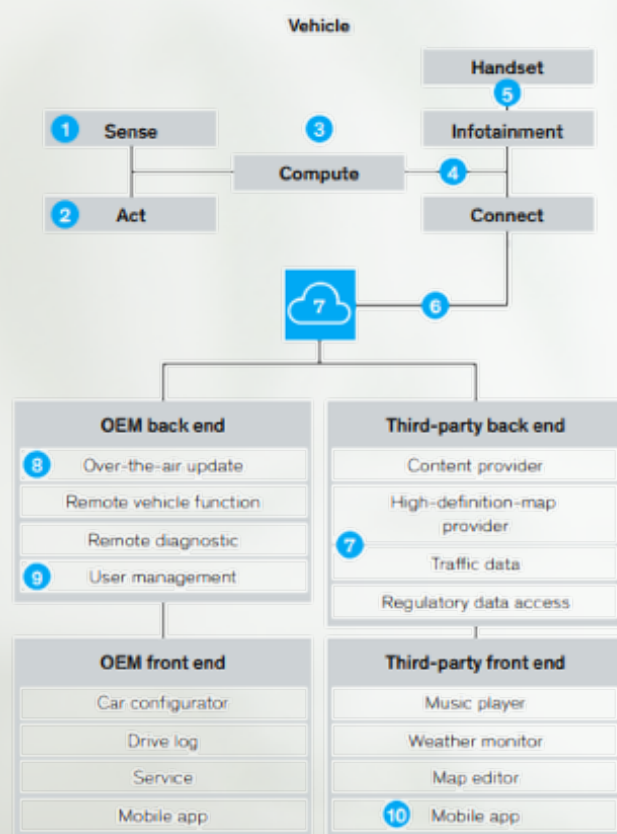 Vehicle
Handset
5
1 Sense
3
Infotainment
Compute
4
2 Act
Connect
7
6
OEM back end
8 Over-the-air update
Remote vehicle function
Remote diagnostic
9 User management
Third-party back end
Content provider
High-definition-map
provider
7
Traffic data
Regulatory data access
OEM front end
Car configurator
Drive log
Service
Mobile app
Third-party front end
Music player
Weather monitor
Map editor
10 Mobile app